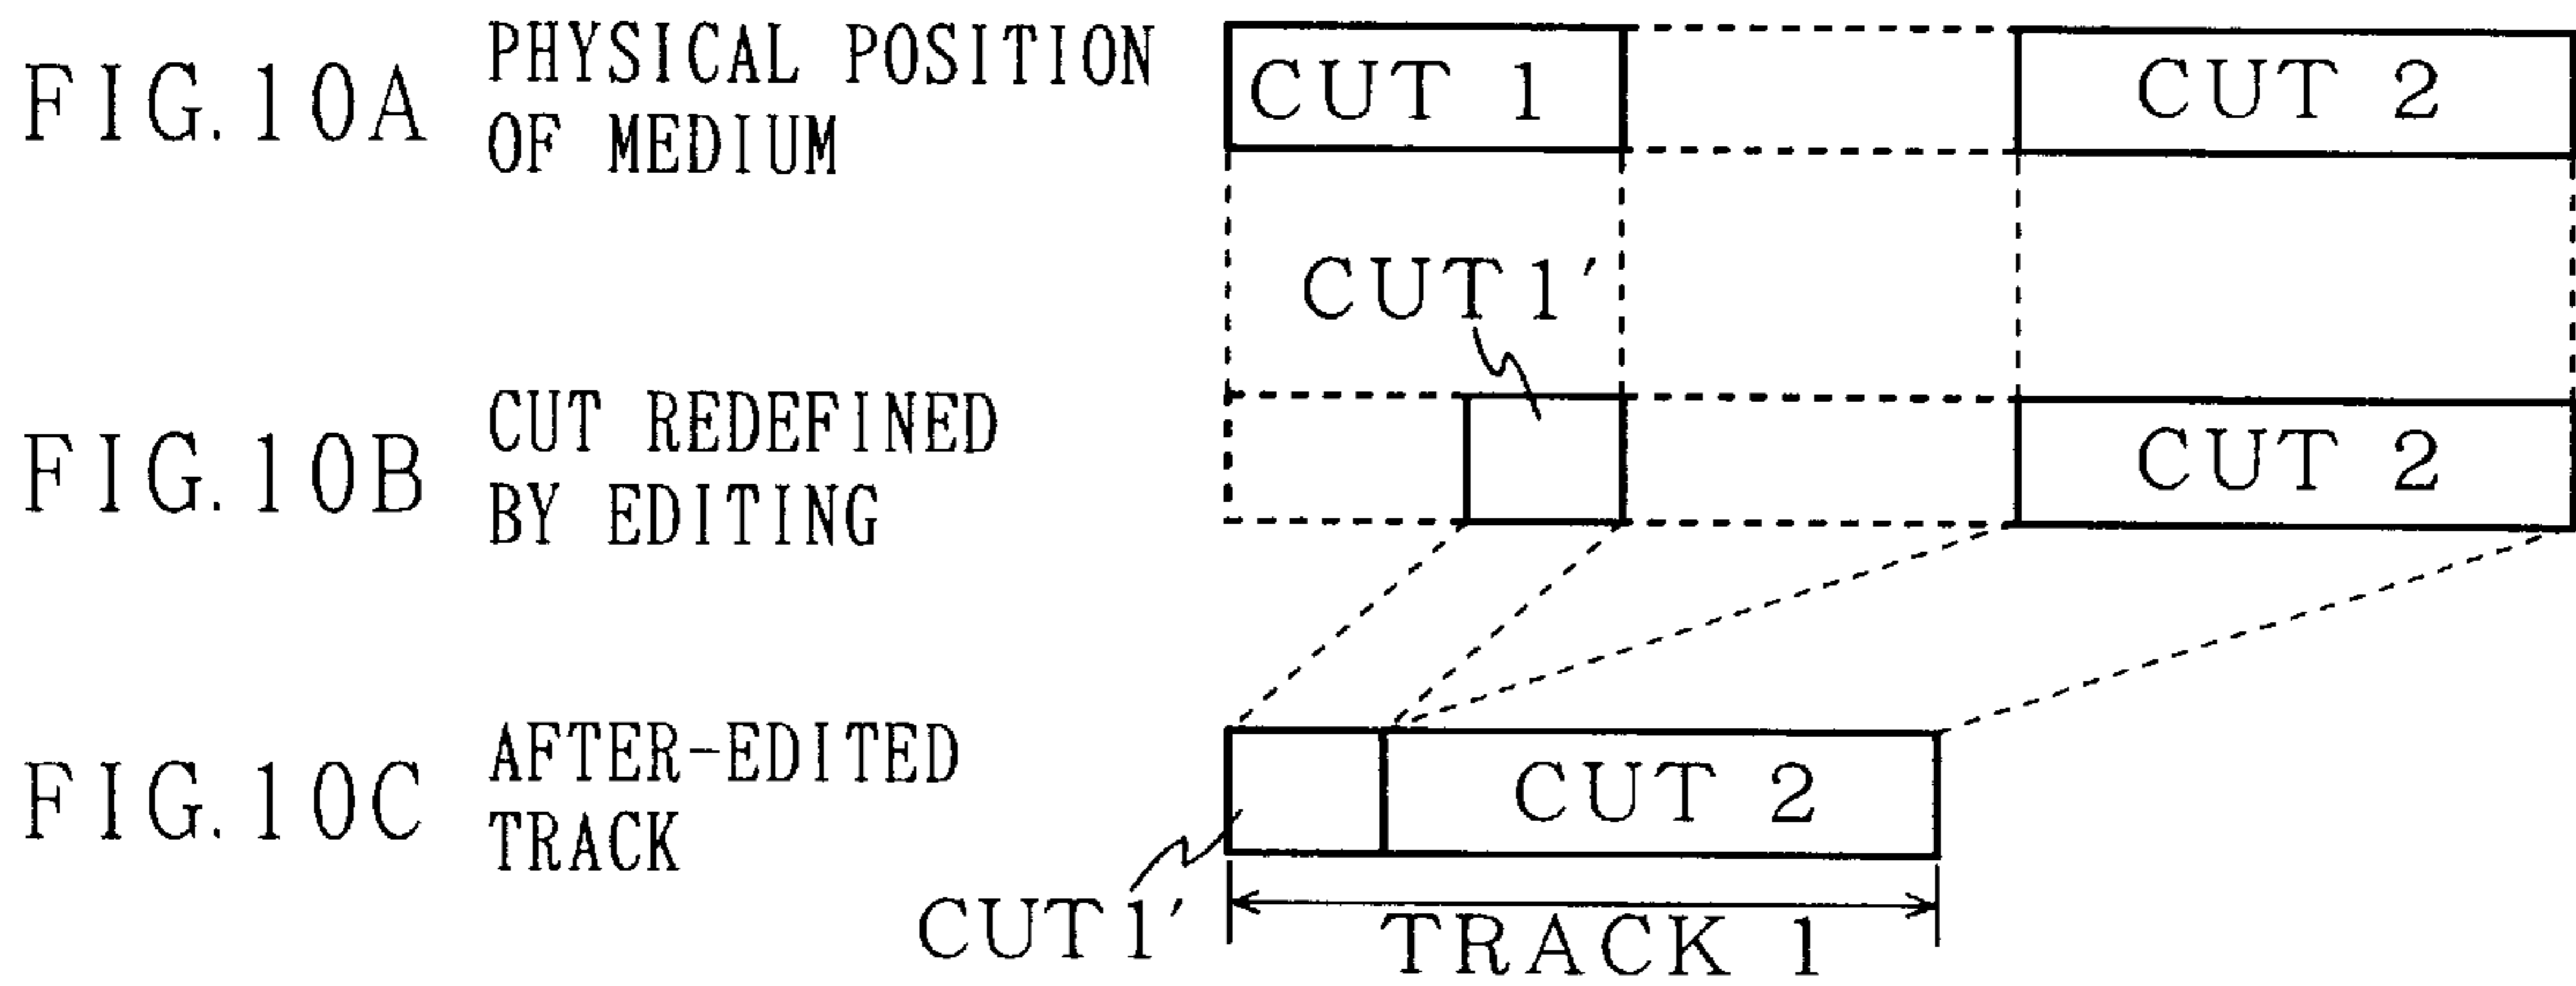 FIG.10A PHYSICAL POSITION
OF MEDIUM
CUT 1
CUT 2
CUT1'
FIG.10B CUT REDEFINED
BY EDITING
CUT 2
FIG.10C AFTER-EDITED
TRACK
CUT 2
CUT1'
TRACK 1